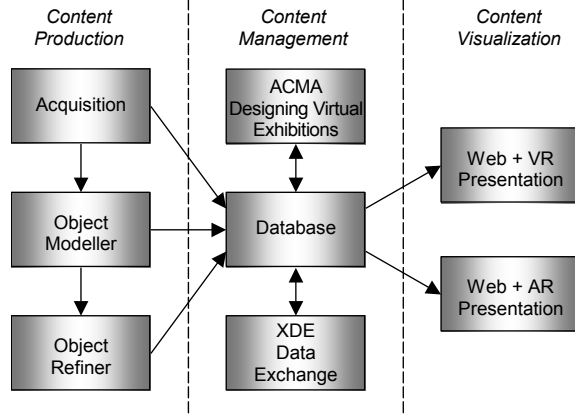 Content
Production
Content
Management
Content
Visualization
Acquisition
ACMA
Designing Virtual
Exhibitions
Web + VR
Presentation
Object
Modeller
Database
Web + AR
Presentation
Object
Refiner
XDE
Data
Exchange